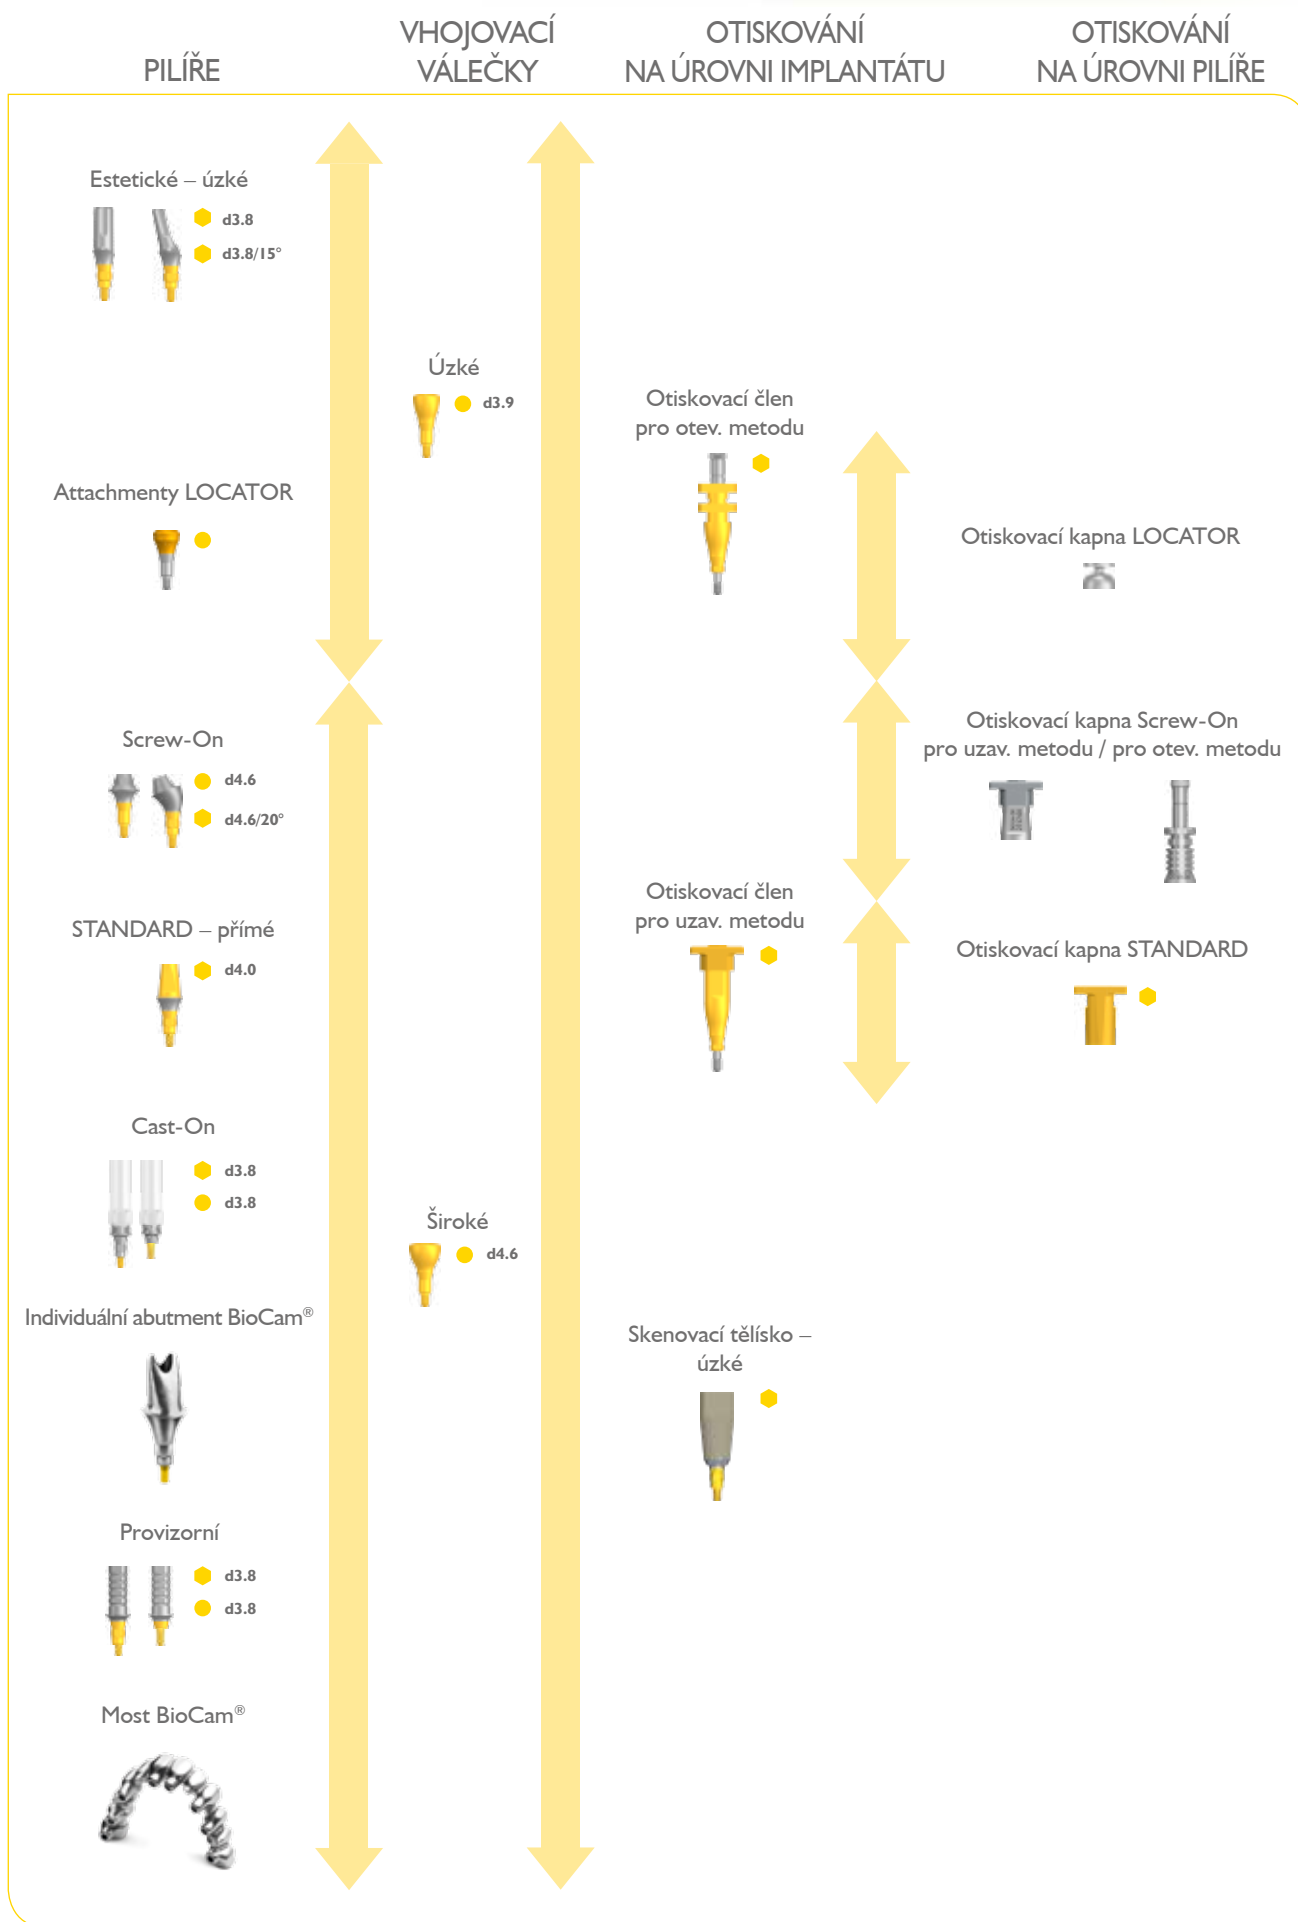 PILÍŘE
VHOJOVACÍ
VÁLEČKY
OTISKOVÁNÍ
NA ÚROVNI IMPLANTÁTU
OTISKOVÁNÍ
NA ÚROVNI PILÍŘE
Estetické – úzké
d3.8
d3.8/15°
Attachmenty LOCATOR
Screw-On
d4.6
d4.6/20°
STANDARD – přímé
d4.0
Cast-On
d3.8
d3.8
Individuální abutment BioCam®
Provizorní
d3.8
d3.8
Most BioCam®
Úzké
d3.9
Široké
d4.6
Otiskovací člen
pro otev. metodu
Otiskovací člen
pro uzav. metodu
Skenovací tělísko –
úzké
Otiskovací kapna LOCATOR
Otiskovací kapna Screw-On
pro uzav. metodu / pro otev. metodu
Otiskovací kapna STANDARD